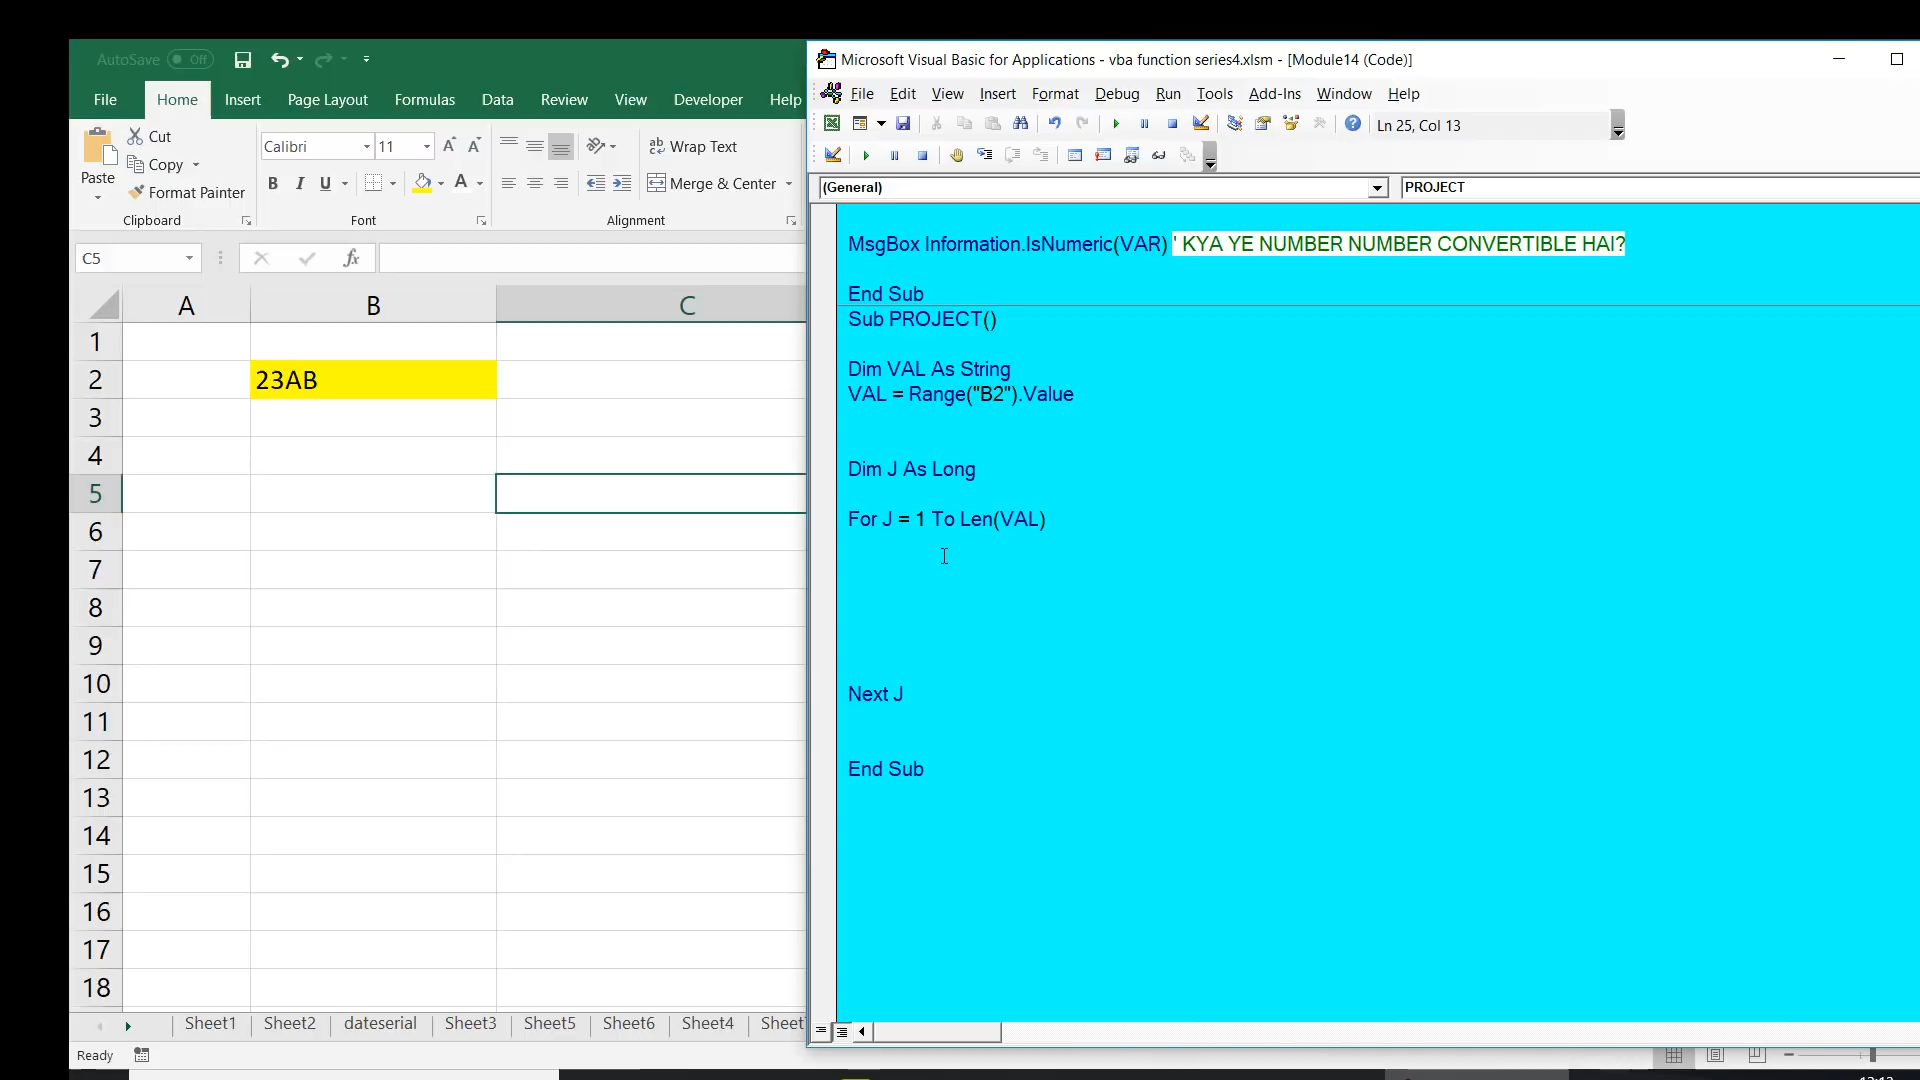 AutoSave Off
File Home Insert Page Layout Formulas Data Review View Developer Help
Paste
Cut
Copy
Format Painter
Clipboard
Calibri 11
B I U
Font
Wrap Text
Merge & Center
Alignment
C5
fx
A B C
1
2 23AB
3
4
5
6
7
8
9
10
11
12
13
14
15
16
17
18
Sheet1 Sheet2 dateserial Sheet3 Sheet5 Sheet6 Sheet4
Ready
Microsoft Visual Basic for Applications - vba function series4.xlsm - [Module14 (Code)]
File Edit View Insert Format Debug Run Tools Add-Ins Window Help
Ln 25, Col 13
(General) PROJECT
MsgBox Information.IsNumeric(VAR) ' KYA YE NUMBER NUMBER CONVERTIBLE HAI?
End Sub
Sub PROJECT()
Dim VAL As String
VAL = Range("B2").Value
Dim J As Long
For J = 1 To Len(VAL)
Next J
End Sub